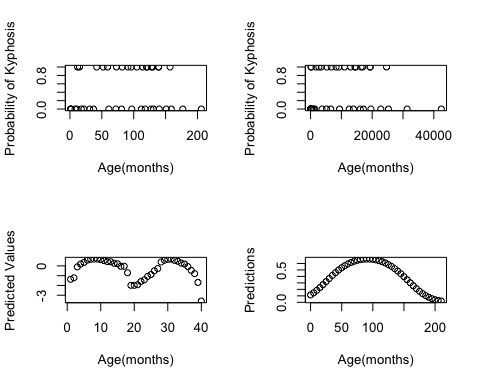 Probability of Kyphosis
0.0 0.8
0 50 100 200
Age(months)
Probability of Kyphosis
0.0 0.8
0 20000 40000
Age(months)
Predicted Values
-3 0
0 10 20 30 40
Age(months)
Predictions
0.0 0.5
0 50 100 200
Age(months)